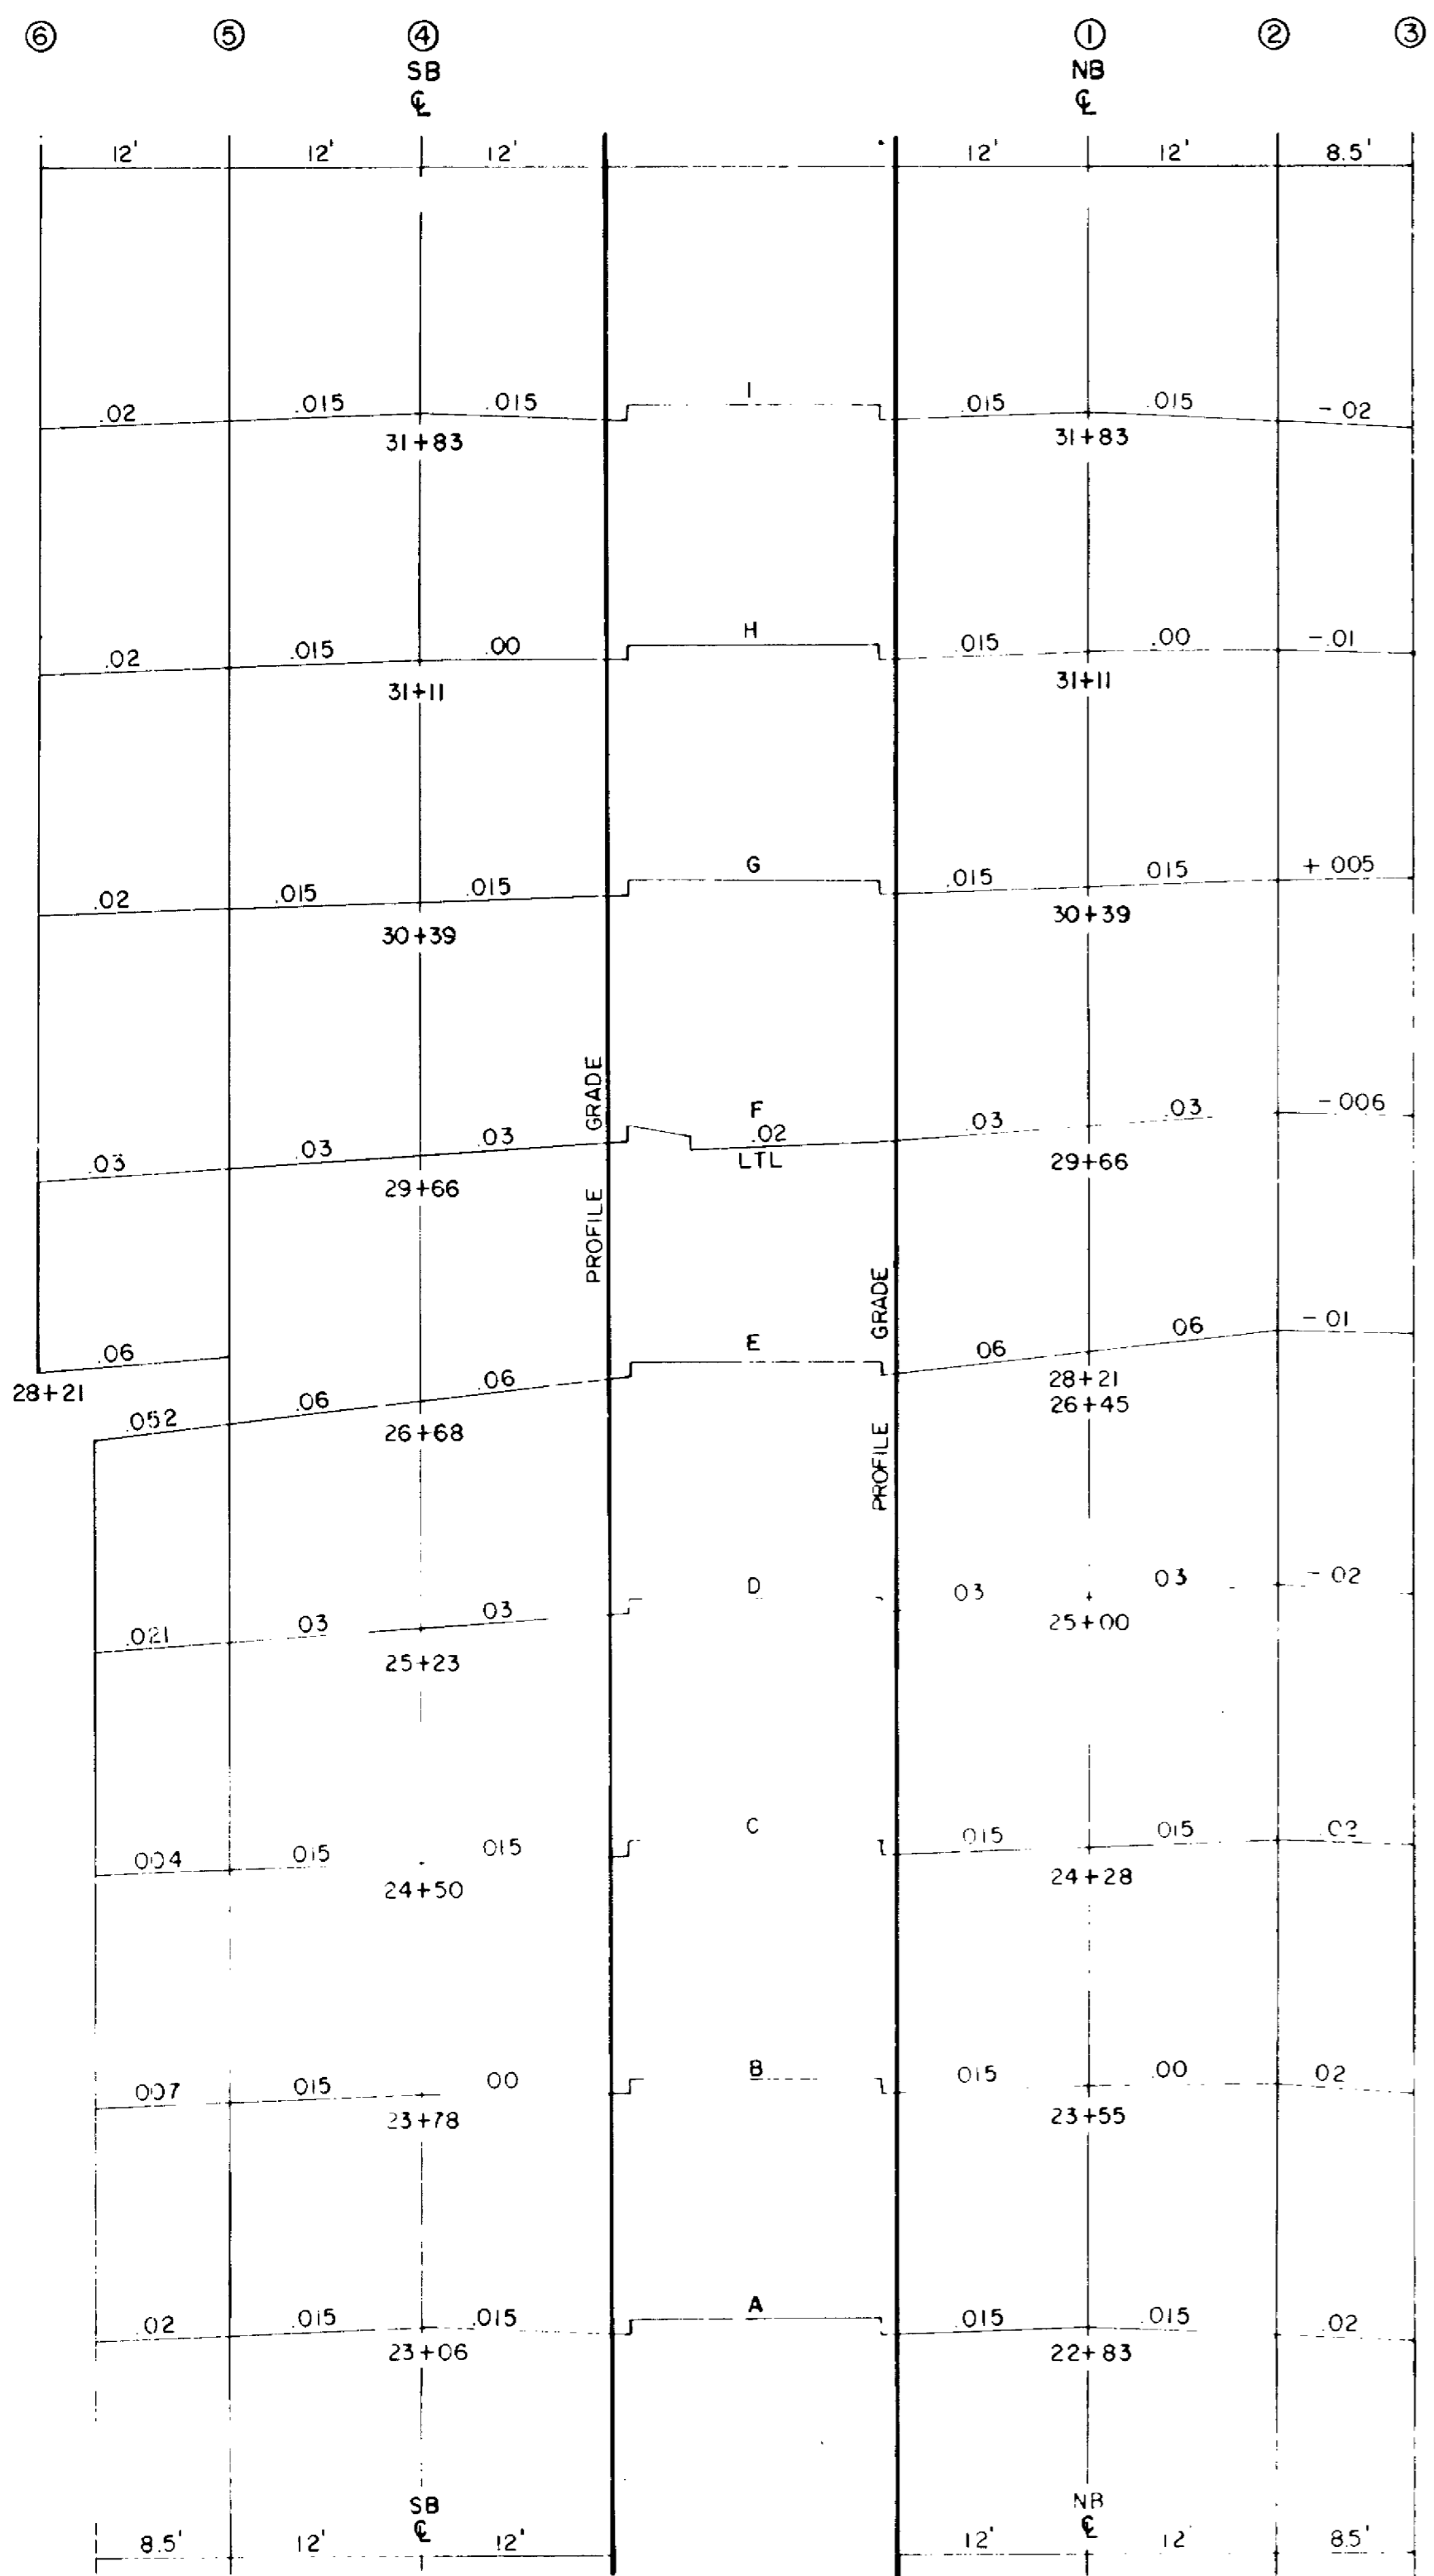 6 5 4 1 2 3
SB NB
℄ ℄
12' 12' 12' 12' 12' 8.5'
.02 .015 .015 I .015 .015 -.02
31+83 31+83
.02 .015 .00 H .015 .00 -.01
31+11 31+11
.02 .015 .015 G .015 015 +.005
30+39 30+39
.03 .03 .03 F .03 .03 -006
.02
LTL
29+66 29+66
PROFILE GRADE
PROFILE GRADE
.06 E 06 06 -01
28+21 28+21
26+45
.052 .06 .06
26+68
.021 03 03 D 03 03 -02
25+23 25+00
004 015 015 C 015 015 .02
24+50 24+28
007 015 00 B 015 .00 02
23+78 23+55
.02 .015 .015 A .015 .015 .02
23+06 22+83
SB NB
℄ ℄
8.5' 12' 12' 12' 12' 8.5'